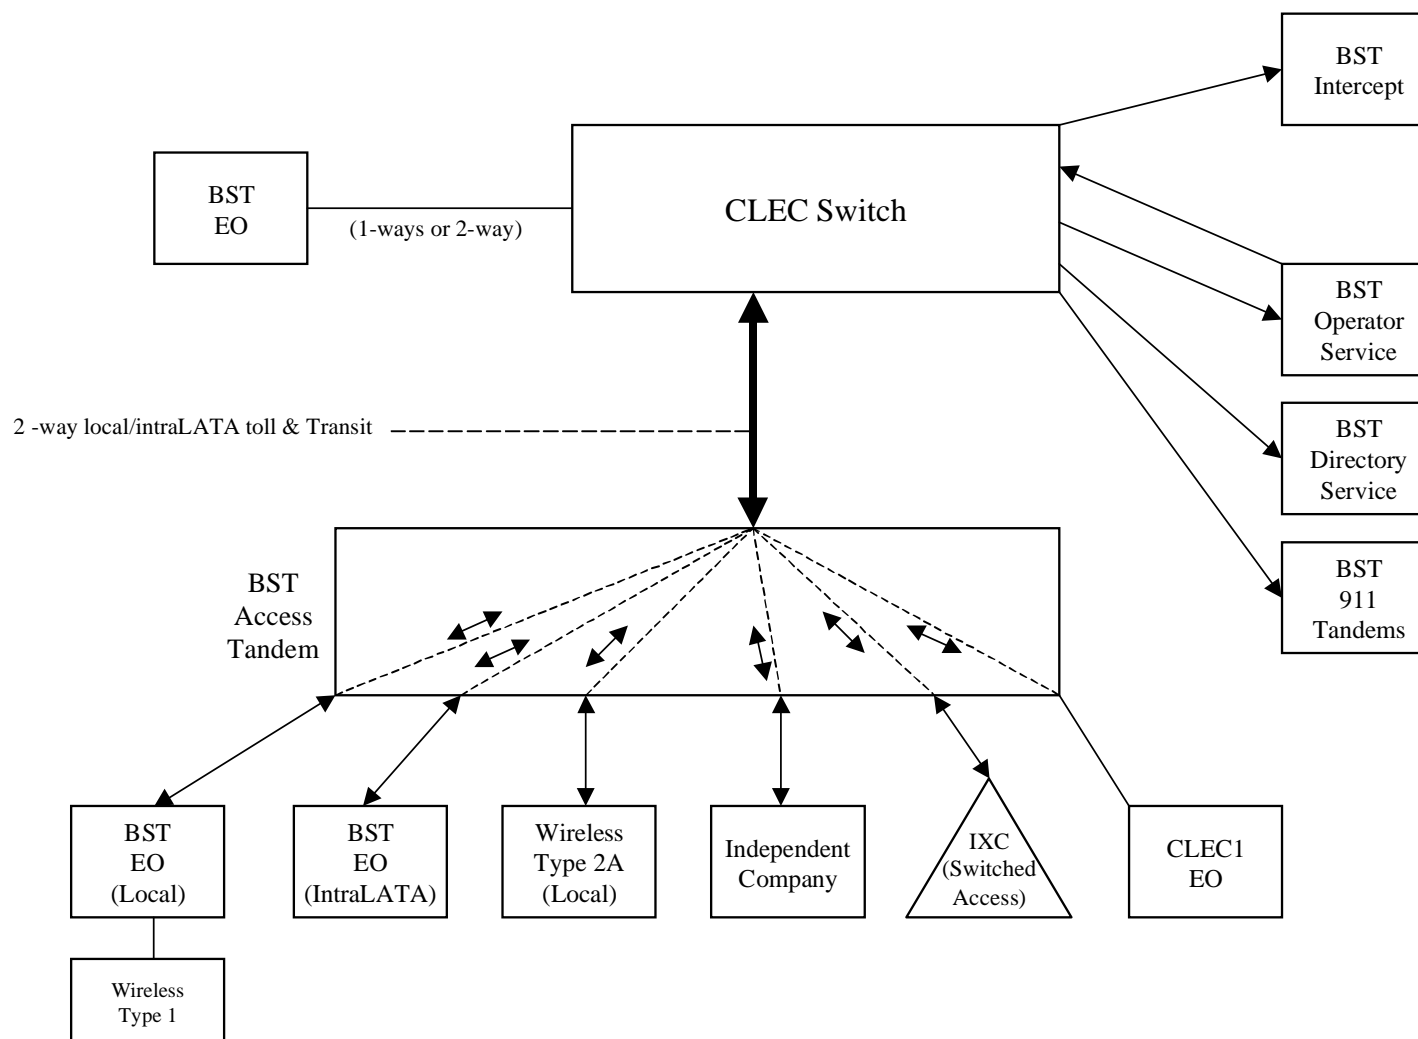 BST
Intercept
BST
EO
(1-ways or 2-way)
CLEC Switch
BST
Operator
Service
2 -way local/intraLATA toll & Transit
BST
Directory
Service
BST
911
Tandems
BST
Access
Tandem
BST
EO
(Local)
BST
EO
(IntraLATA)
Wireless
Type 2A
(Local)
Independent
Company
IXC
(Switched
Access)
CLEC1
EO
Wireless
Type 1